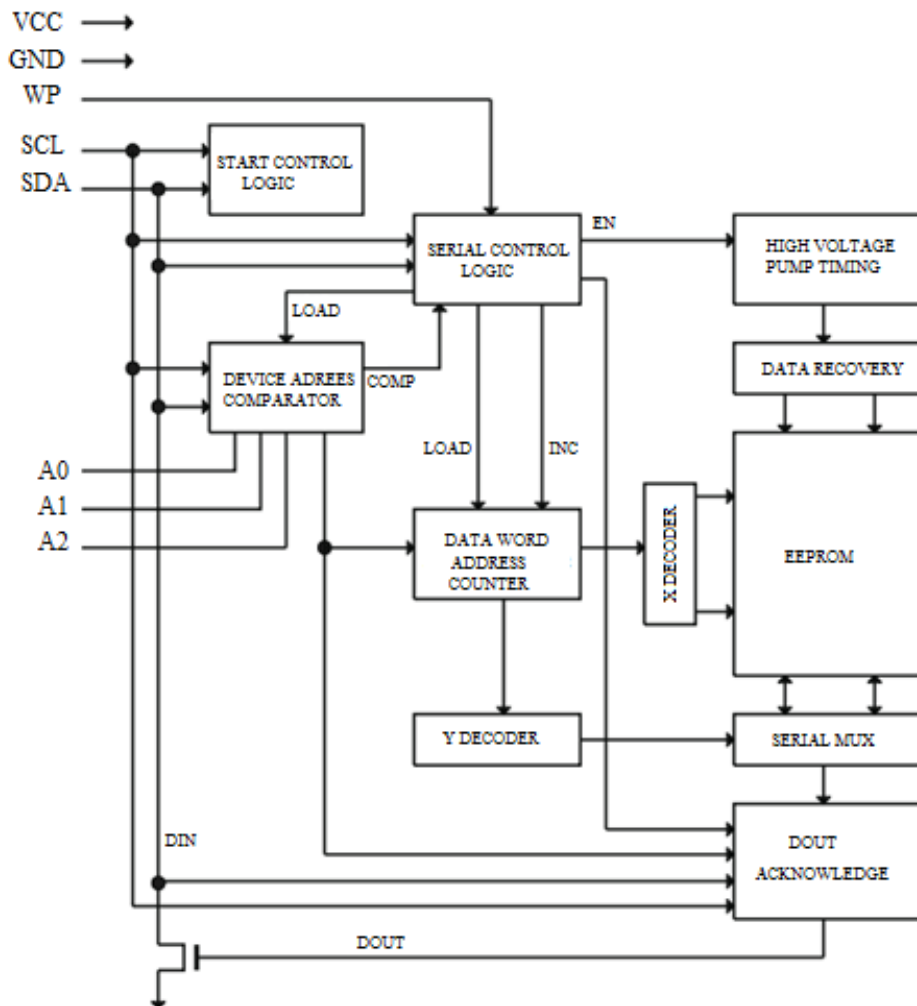 VCC
GND
WP
SCL
SDA
START CONTROL
LOGIC
EN
SERIAL CONTROL
LOGIC
HIGH VOLTAGE
PUMP TIMING
LOAD
DEVICE ADREES
COMPARATOR
COMP
DATA RECOVERY
LOAD
INC
A0
A1
A2
DATA WORD
ADDRESS
COUNTER
X DECODER
EEPROM
Y DECODER
SERIAL MUX
DIN
DOUT
ACKNOWLEDGE
DOUT